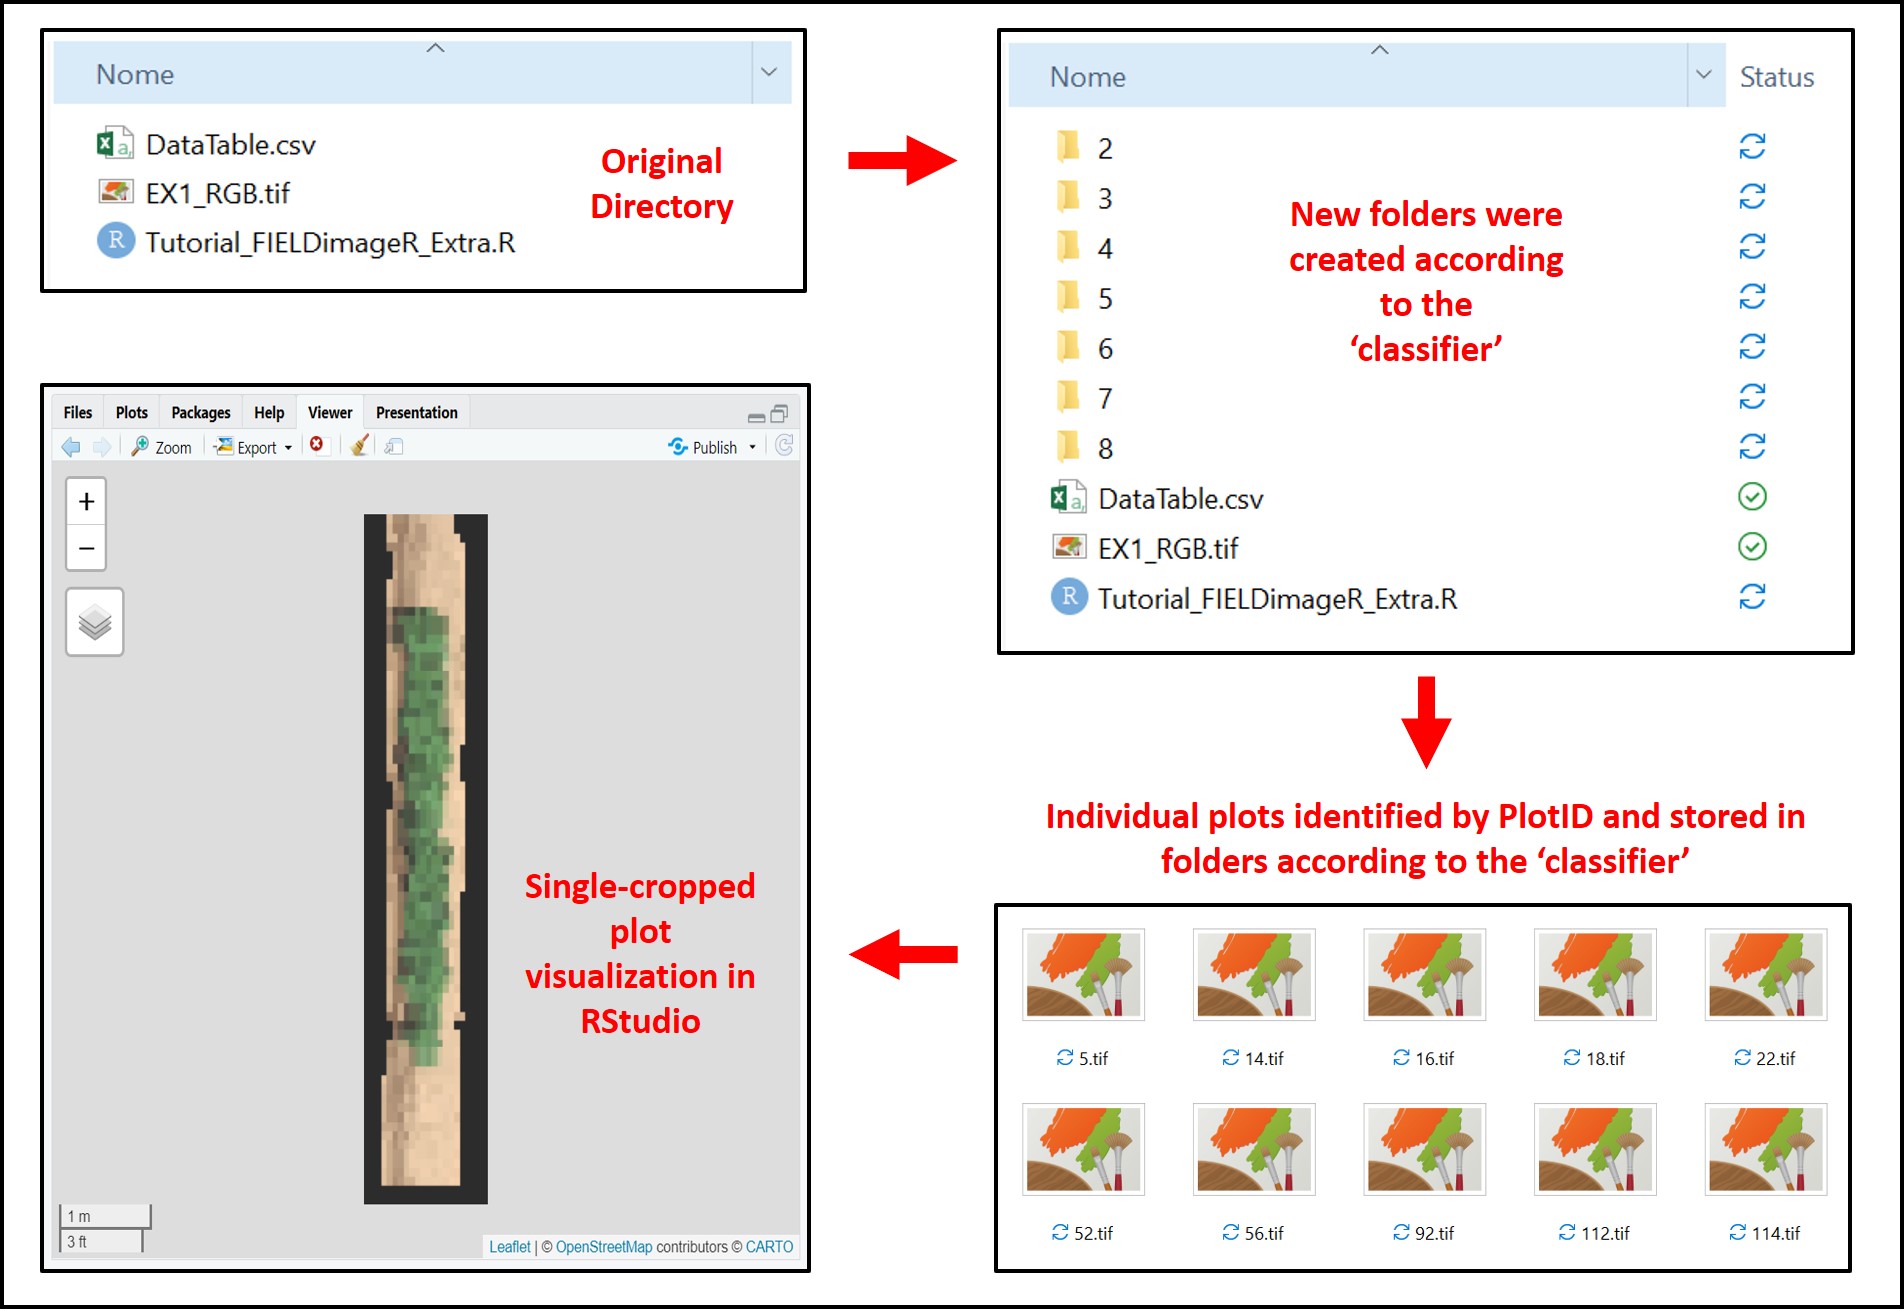 Nome
DataTable.csv
EX1_RGB.tif
R Tutorial_FIELDimageR_Extra.R
Original
Directory
Nome Status
2
3
4
5
6
7
8
DataTable.csv
EX1_RGB.tif
R Tutorial_FIELDimageR_Extra.R
New folders were
created according
to the
‘classifier’
Individual plots identified by PlotID and stored in
folders according to the ‘classifier’
5.tif 14.tif 16.tif 18.tif 22.tif
52.tif 56.tif 92.tif 112.tif 114.tif
Files Plots Packages Help Viewer Presentation
Zoom Export Publish
+
−
Single-cropped
plot
visualization in
RStudio
1 m
3 ft
Leaflet | © OpenStreetMap contributors © CARTO